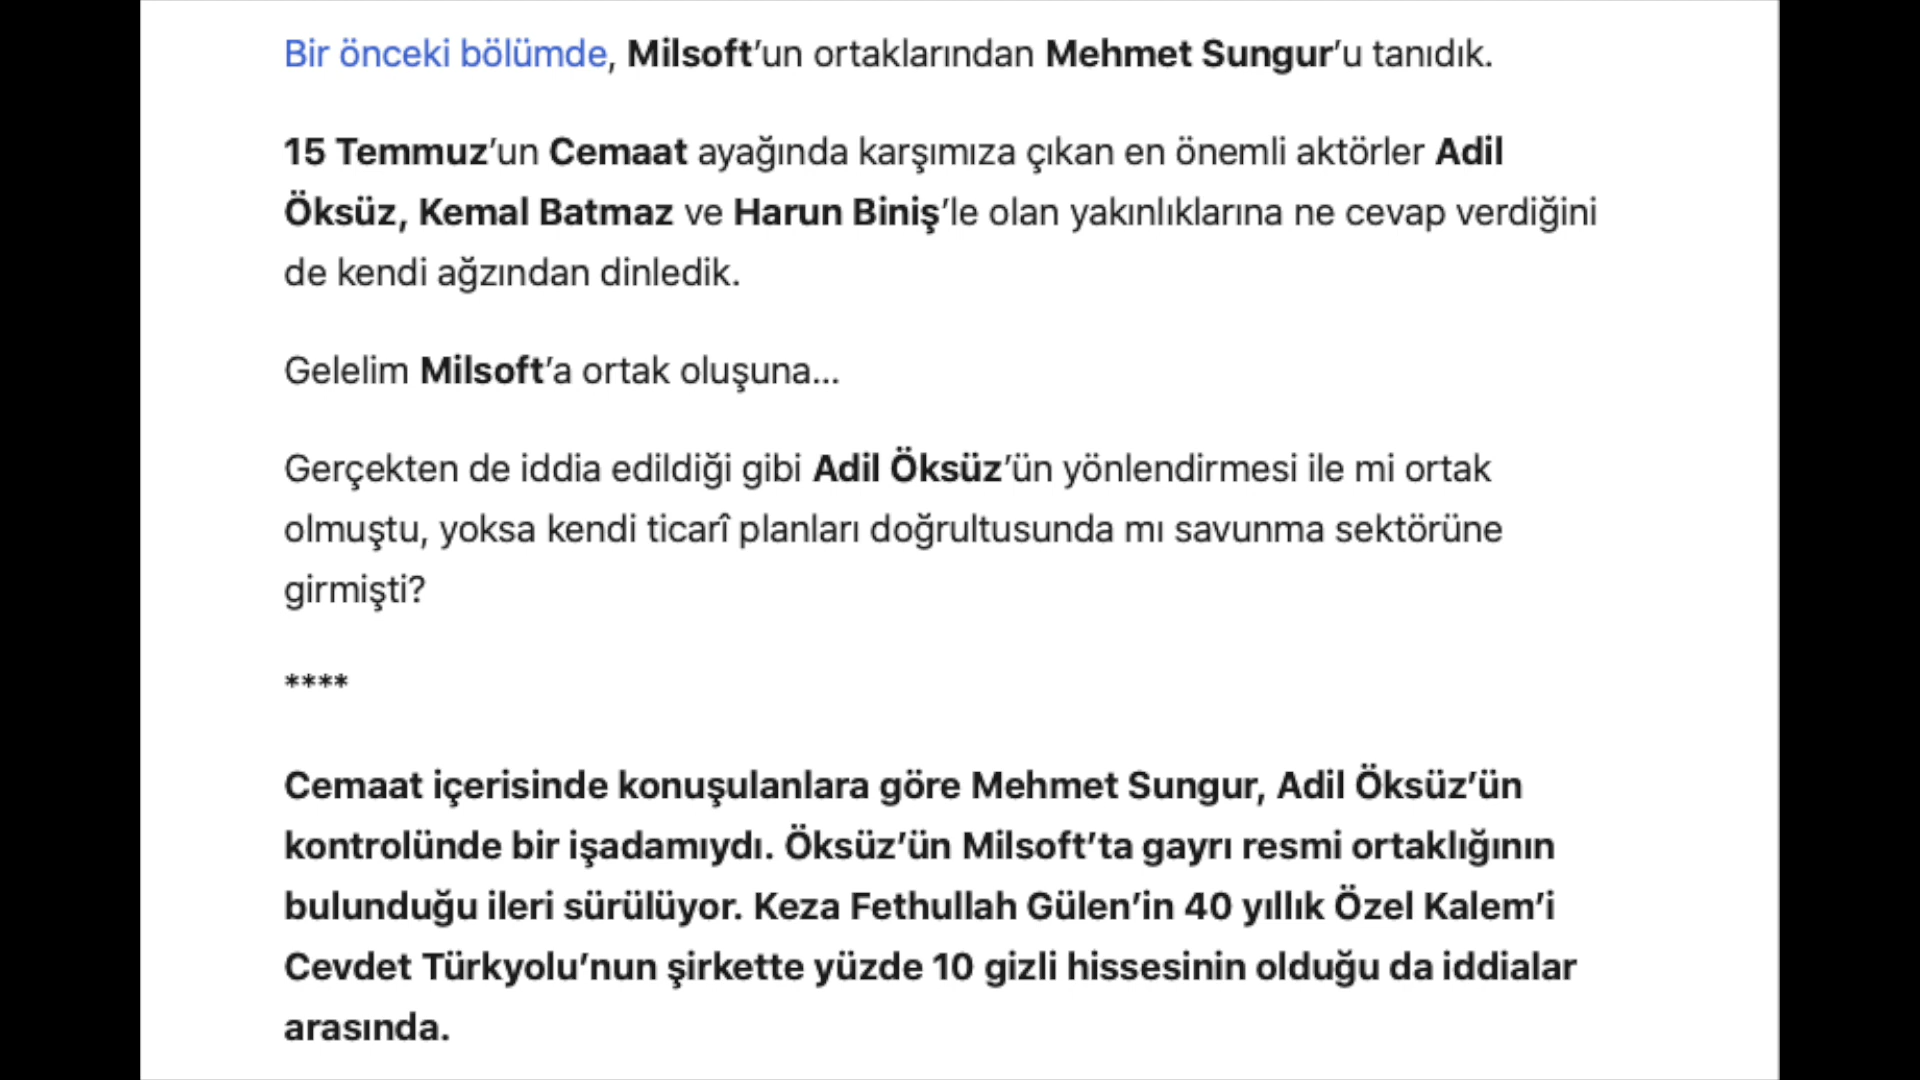 Bir önceki bölümde, Milsoft’un ortaklarından Mehmet Sungur’u tanıdık.
15 Temmuz’un Cemaat ayağında karşımıza çıkan en önemli aktörler Adil
Öksüz, Kemal Batmaz ve Harun Biniş’le olan yakınlıklarına ne cevap verdiğini
de kendi ağzından dinledik.
Gelelim Milsoft’a ortak oluşuna...
Gerçekten de iddia edildiği gibi Adil Öksüz’ün yönlendirmesi ile mi ortak
olmuştu, yoksa kendi ticarî planları doğrultusunda mı savunma sektörüne
girmişti?
****
Cemaat içerisinde konuşulanlara göre Mehmet Sungur, Adil Öksüz’ün
kontrolünde bir işadamıydı. Öksüz’ün Milsoft’ta gayrı resmi ortaklığının
bulunduğu ileri sürülüyor. Keza Fethullah Gülen’in 40 yıllık Özel Kalem’i
Cevdet Türkyolu’nun şirkette yüzde 10 gizli hissesinin olduğu da iddialar
arasında.